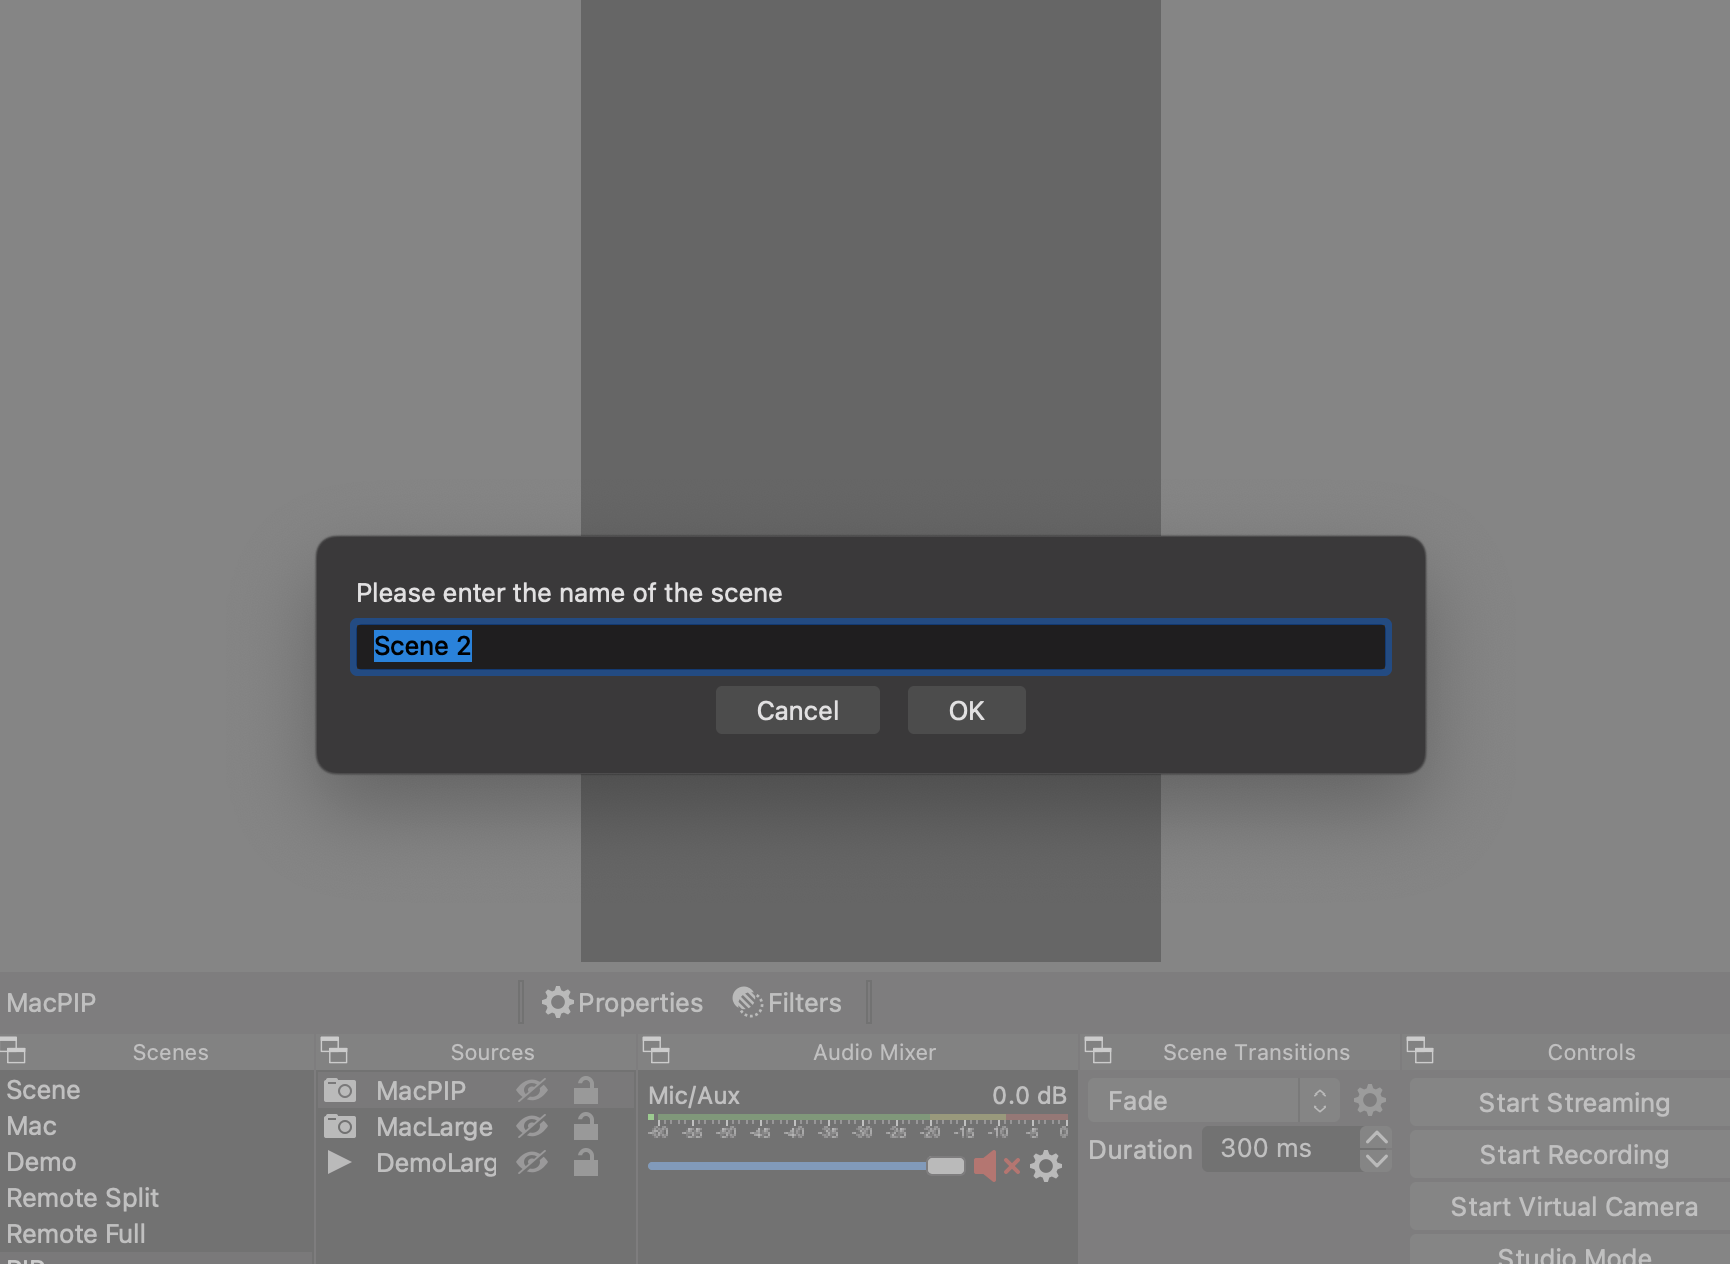 Please enter the name of the scene
Scene 2
Cancel OK
MacPIP Properties Filters
Scenes Sources Audio Mixer Scene Transitions Controls
Scene
Mac
Demo
Remote Split
Remote Full
PIP
MacPIP
MacLarge
DemoLarg
Mic/Aux 0.0 dB
-60 -55 -50 -45 -40 -35 -30 -25 -20 -15 -10 -5 0
Fade
Duration 300 ms
Start Streaming
Start Recording
Start Virtual Camera
Studio Mode